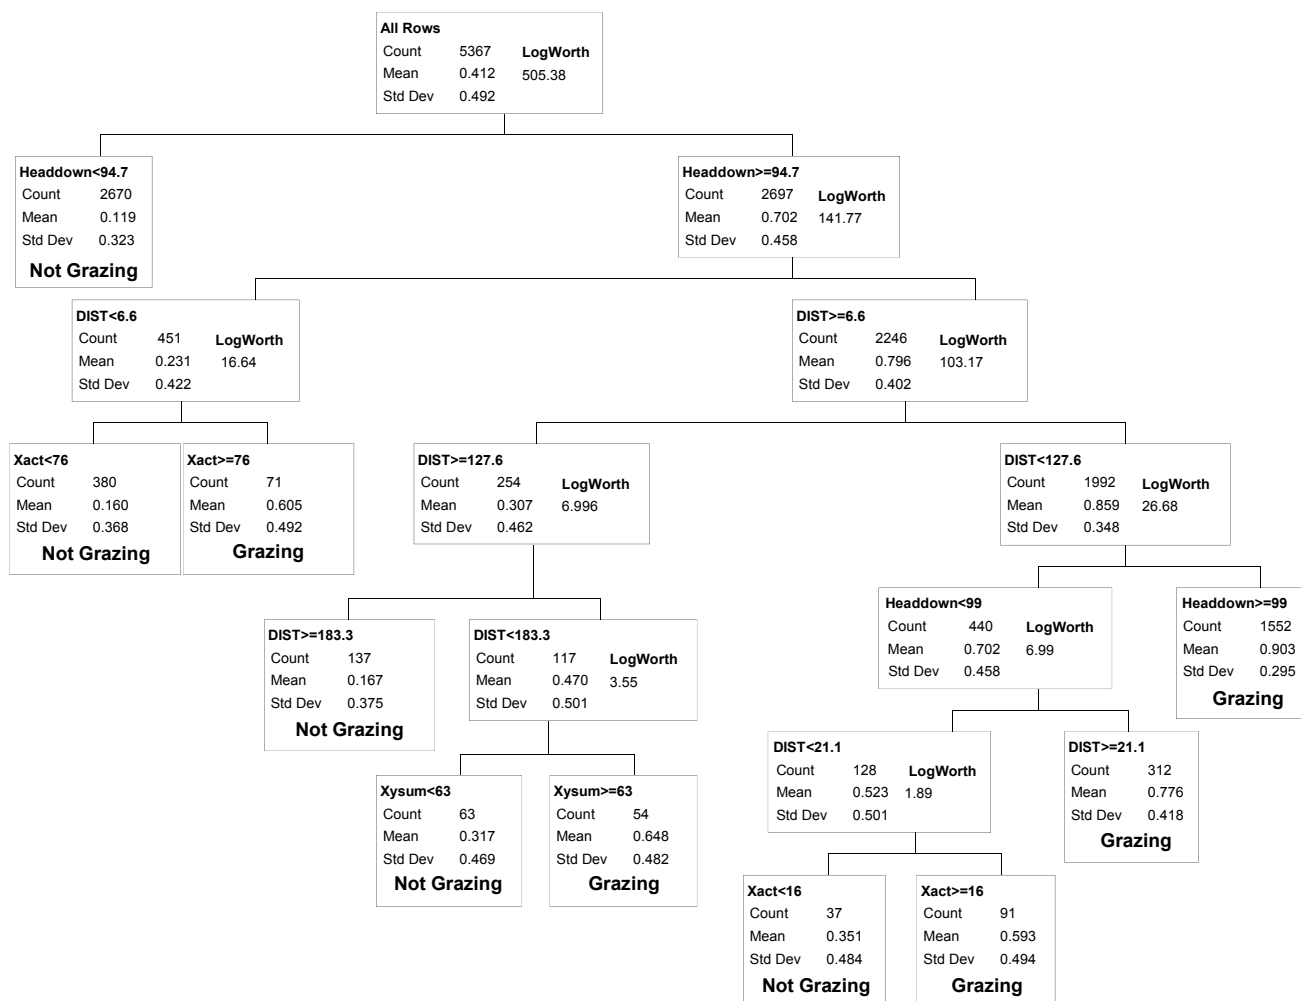 All Rows
Count 5367 LogWorth
Mean 0.412 505.38
Std Dev 0.492
Headdown<94.7
Count 2670
Mean 0.119
Std Dev 0.323
Not Grazing
Headdown>=94.7
Count 2697 LogWorth
Mean 0.702 141.77
Std Dev 0.458
DIST<6.6
Count 451 LogWorth
Mean 0.231 16.64
Std Dev 0.422
DIST>=6.6
Count 2246 LogWorth
Mean 0.796 103.17
Std Dev 0.402
Xact<76
Count 380
Mean 0.160
Std Dev 0.368
Not Grazing
Xact>=76
Count 71
Mean 0.605
Std Dev 0.492
Grazing
DIST>=127.6
Count 254 LogWorth
Mean 0.307 6.996
Std Dev 0.462
DIST<127.6
Count 1992 LogWorth
Mean 0.859 26.68
Std Dev 0.348
DIST>=183.3
Count 137
Mean 0.167
Std Dev 0.375
Not Grazing
DIST<183.3
Count 117 LogWorth
Mean 0.470 3.55
Std Dev 0.501
Headdown<99
Count 440 LogWorth
Mean 0.702 6.99
Std Dev 0.458
Headdown>=99
Count 1552
Mean 0.903
Std Dev 0.295
Grazing
Xysum<63
Count 63
Mean 0.317
Std Dev 0.469
Not Grazing
Xysum>=63
Count 54
Mean 0.648
Std Dev 0.482
Grazing
DIST<21.1
Count 128 LogWorth
Mean 0.523 1.89
Std Dev 0.501
DIST>=21.1
Count 312
Mean 0.776
Std Dev 0.418
Grazing
Xact<16
Count 37
Mean 0.351
Std Dev 0.484
Not Grazing
Xact>=16
Count 91
Mean 0.593
Std Dev 0.494
Grazing